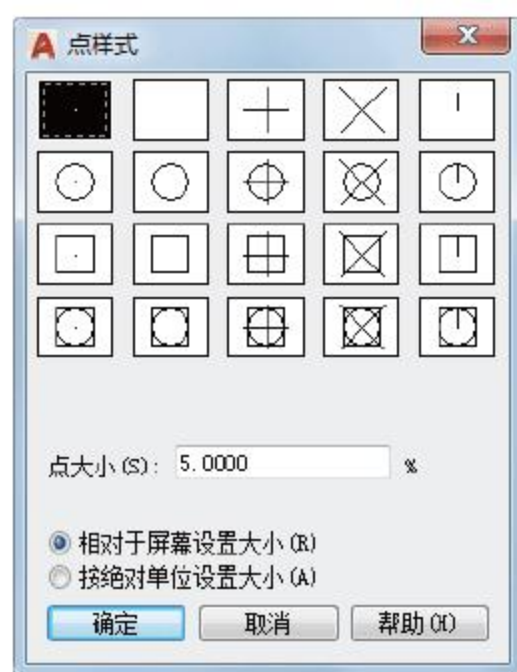 点样式
点大小(S): 5.0000 %
相对于屏幕设置大小(R)
按绝对单位设置大小(A)
确定 取消 帮助(H)